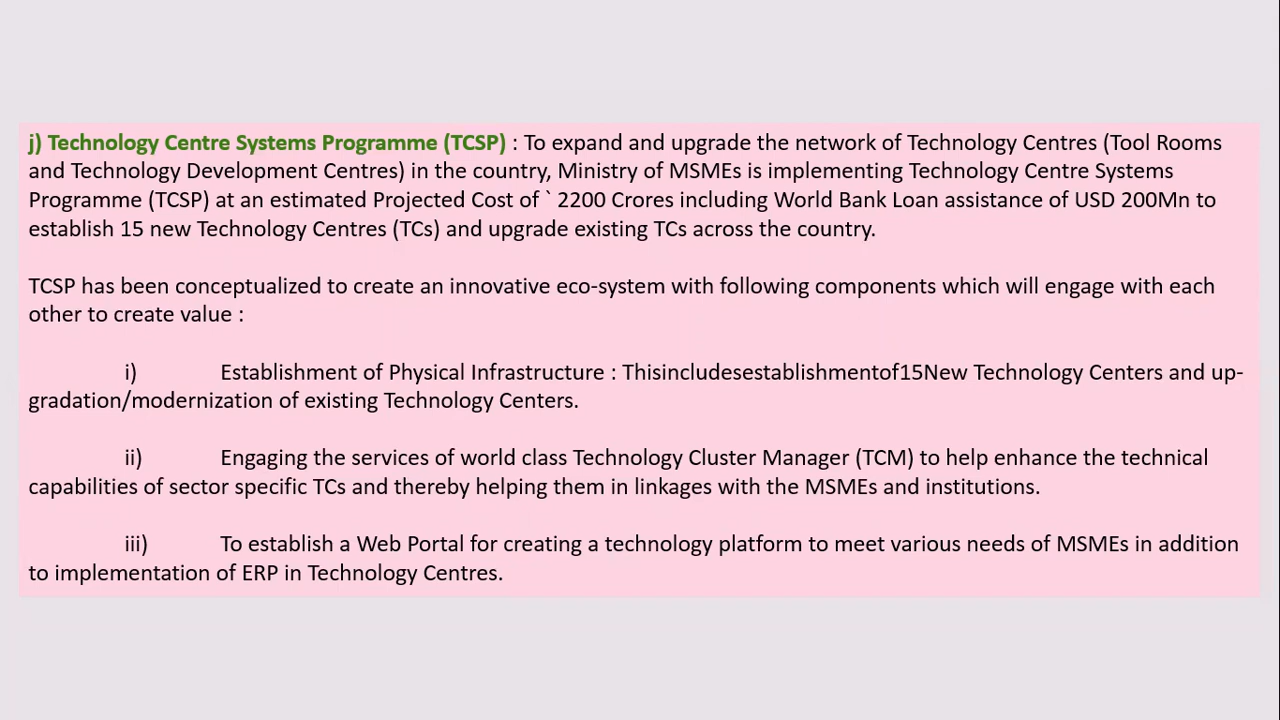 j) Technology Centre Systems Programme (TCSP) : To expand and upgrade the network of Technology Centres (Tool Rooms
and Technology Development Centres) in the country, Ministry of MSMEs is implementing Technology Centre Systems
Programme (TCSP) at an estimated Projected Cost of ` 2200 Crores including World Bank Loan assistance of USD 200Mn to
establish 15 new Technology Centres (TCs) and upgrade existing TCs across the country.
TCSP has been conceptualized to create an innovative eco-system with following components which will engage with each
other to create value :
i) Establishment of Physical Infrastructure : Thisincludesestablishmentof15New Technology Centers and up-
gradation/modernization of existing Technology Centers.
ii) Engaging the services of world class Technology Cluster Manager (TCM) to help enhance the technical
capabilities of sector specific TCs and thereby helping them in linkages with the MSMEs and institutions.
iii) To establish a Web Portal for creating a technology platform to meet various needs of MSMEs in addition
to implementation of ERP in Technology Centres.